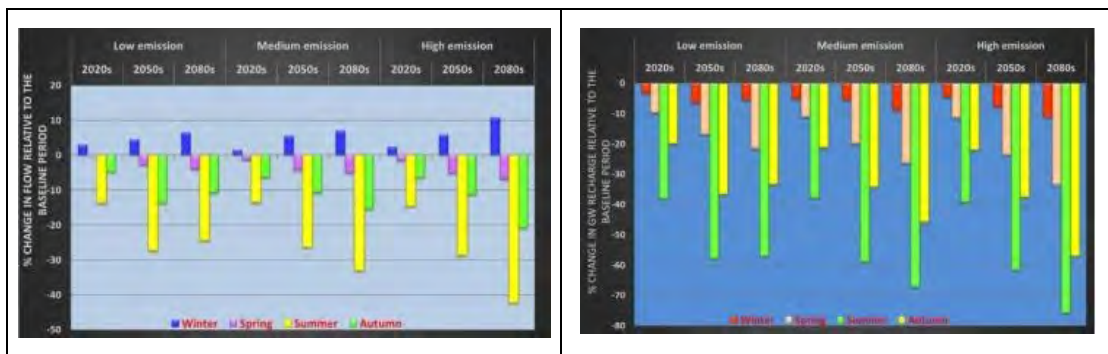 Low emission Medium emission High emission
2020s 2050s 2080s 2020s 2050s 2080s 2020s 2050s 2080s
% CHANGE IN FLOW RELATIVE TO THE
BASELINE PERIOD
20
10
0
-10
-20
-30
-40
-50
Winter Spring Summer Autumn
Low emission Medium emission High emission
2020s 2050s 2080s 2020s 2050s 2080s 2020s 2050s 2080s
% CHANGE IN GW RECHARGE RELATIVE TO THE
BASELINE PERIOD
0
-10
-20
-30
-40
-50
-60
-70
-80
Winter Spring Summer Autumn